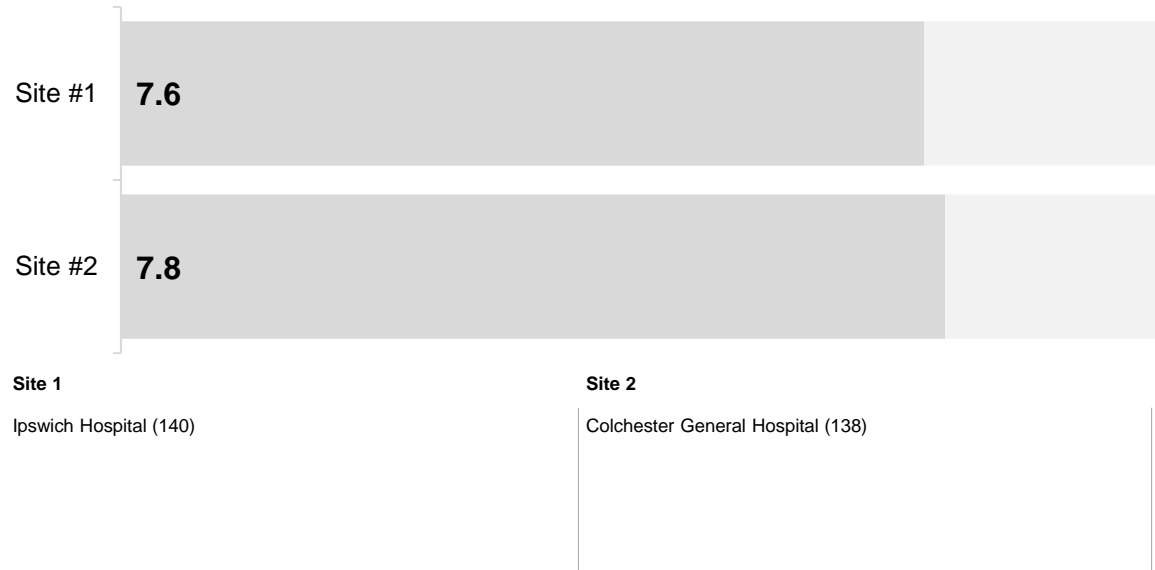 Site #1 7.6
Site #2 7.8
Site 1
Ipswich Hospital (140)
Site 2
Colchester General Hospital (138)